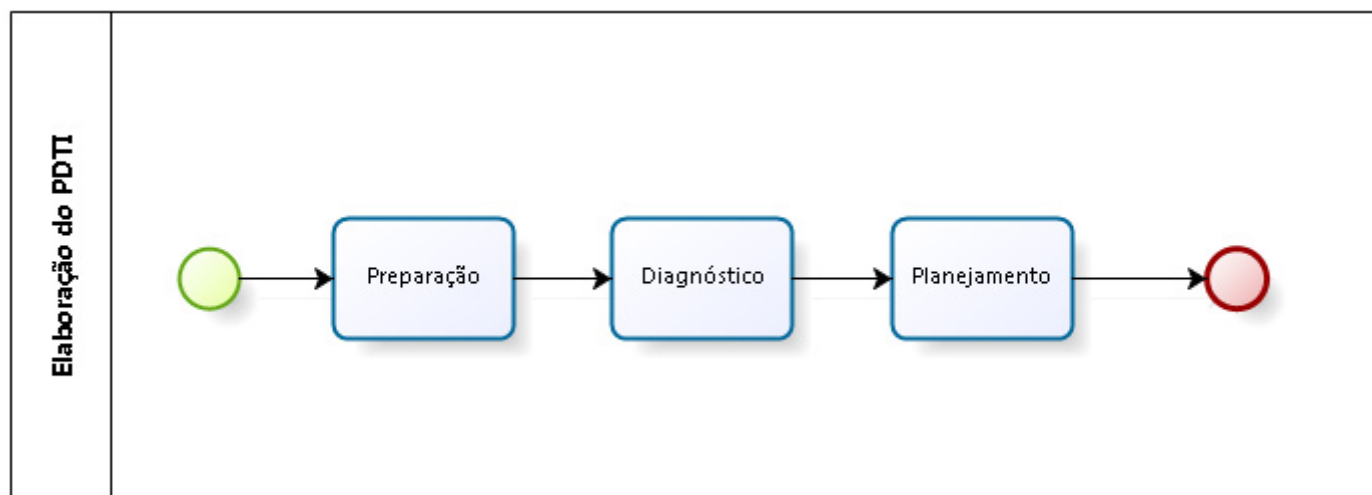 Elaboração do PDTI
Preparação
Diagnóstico
Planejamento